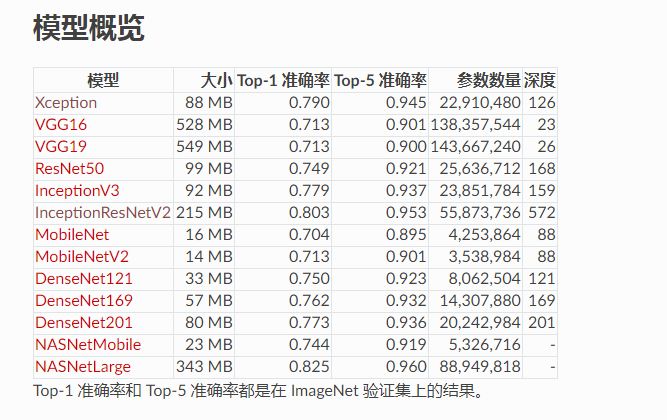 模型概览
模型 大小 Top-1 准确率 Top-5 准确率 参数数量 深度
Xception 88 MB 0.790 0.945 22,910,480 126
VGG16 528 MB 0.713 0.901 138,357,544 23
VGG19 549 MB 0.713 0.900 143,667,240 26
ResNet50 99 MB 0.749 0.921 25,636,712 168
InceptionV3 92 MB 0.779 0.937 23,851,784 159
InceptionResNetV2 215 MB 0.803 0.953 55,873,736 572
MobileNet 16 MB 0.704 0.895 4,253,864 88
MobileNetV2 14 MB 0.713 0.901 3,538,984 88
DenseNet121 33 MB 0.750 0.923 8,062,504 121
DenseNet169 57 MB 0.762 0.932 14,307,880 169
DenseNet201 80 MB 0.773 0.936 20,242,984 201
NASNetMobile 23 MB 0.744 0.919 5,326,716 -
NASNetLarge 343 MB 0.825 0.960 88,949,818 -
Top-1 准确率和 Top-5 准确率都是在 ImageNet 验证集上的结果。